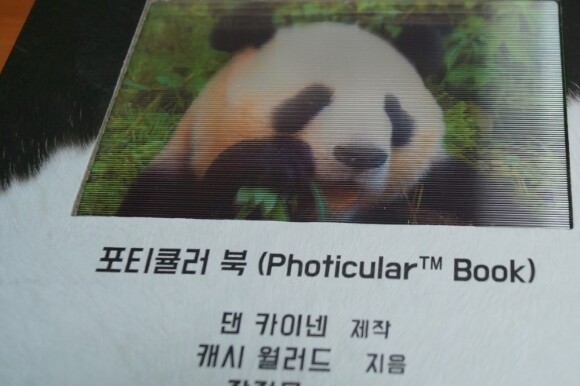 포티큘러 북 (Photicular™ Book)
댄 카이넨 제작
캐시 월러드 지음